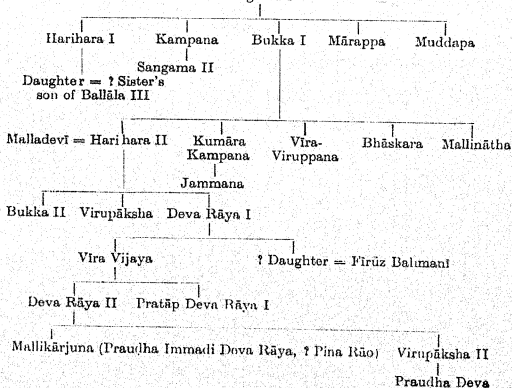 Harihara I Kampana Bukka I Mārappa Muddapa
Sangama II
Daughter = ? Sister's
son of Ballāla III
Malladevī = Harihara II Kumāra Vīra- Bhāskara Mallinātha
Kampana Viruppana
Jammana
Bukka II Virupāksha Deva Rāya I
Vīra Vijaya ? Daughter = Fīrūz Bahmanī
Deva Rāya II Pratāp Deva Rāya I
Mallikārjuna (Praudha Immadi Deva Rāya, ? Pina Rāo) Virupāksha II
Praudha Deva